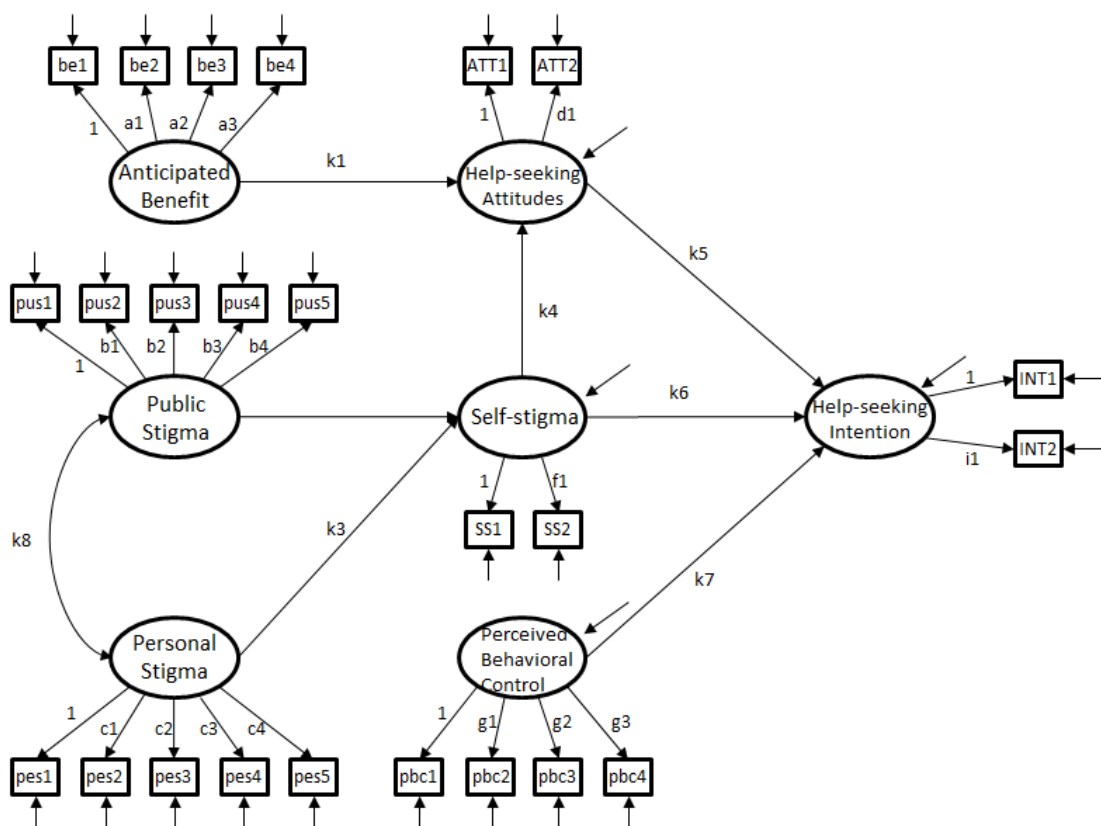 be1 be2 be3 be4
1 a1 a2 a3
Anticipated
Benefit
k1
ATT1 ATT2
1 d1
Help-seeking
Attitudes
k5
pus1 pus2 pus3 pus4 pus5
1 b1 b2 b3 b4
Public
Stigma
k4
Self-stigma
k6
1 f1
SS1 SS2
Help-seeking
Intention
1
INT1
INT2
i1
k8
k3
k7
Personal
Stigma
1 c1 c2 c3 c4
pes1 pes2 pes3 pes4 pes5
Perceived
Behavioral
Control
1 g1 g2 g3
pbc1 pbc2 pbc3 pbc4